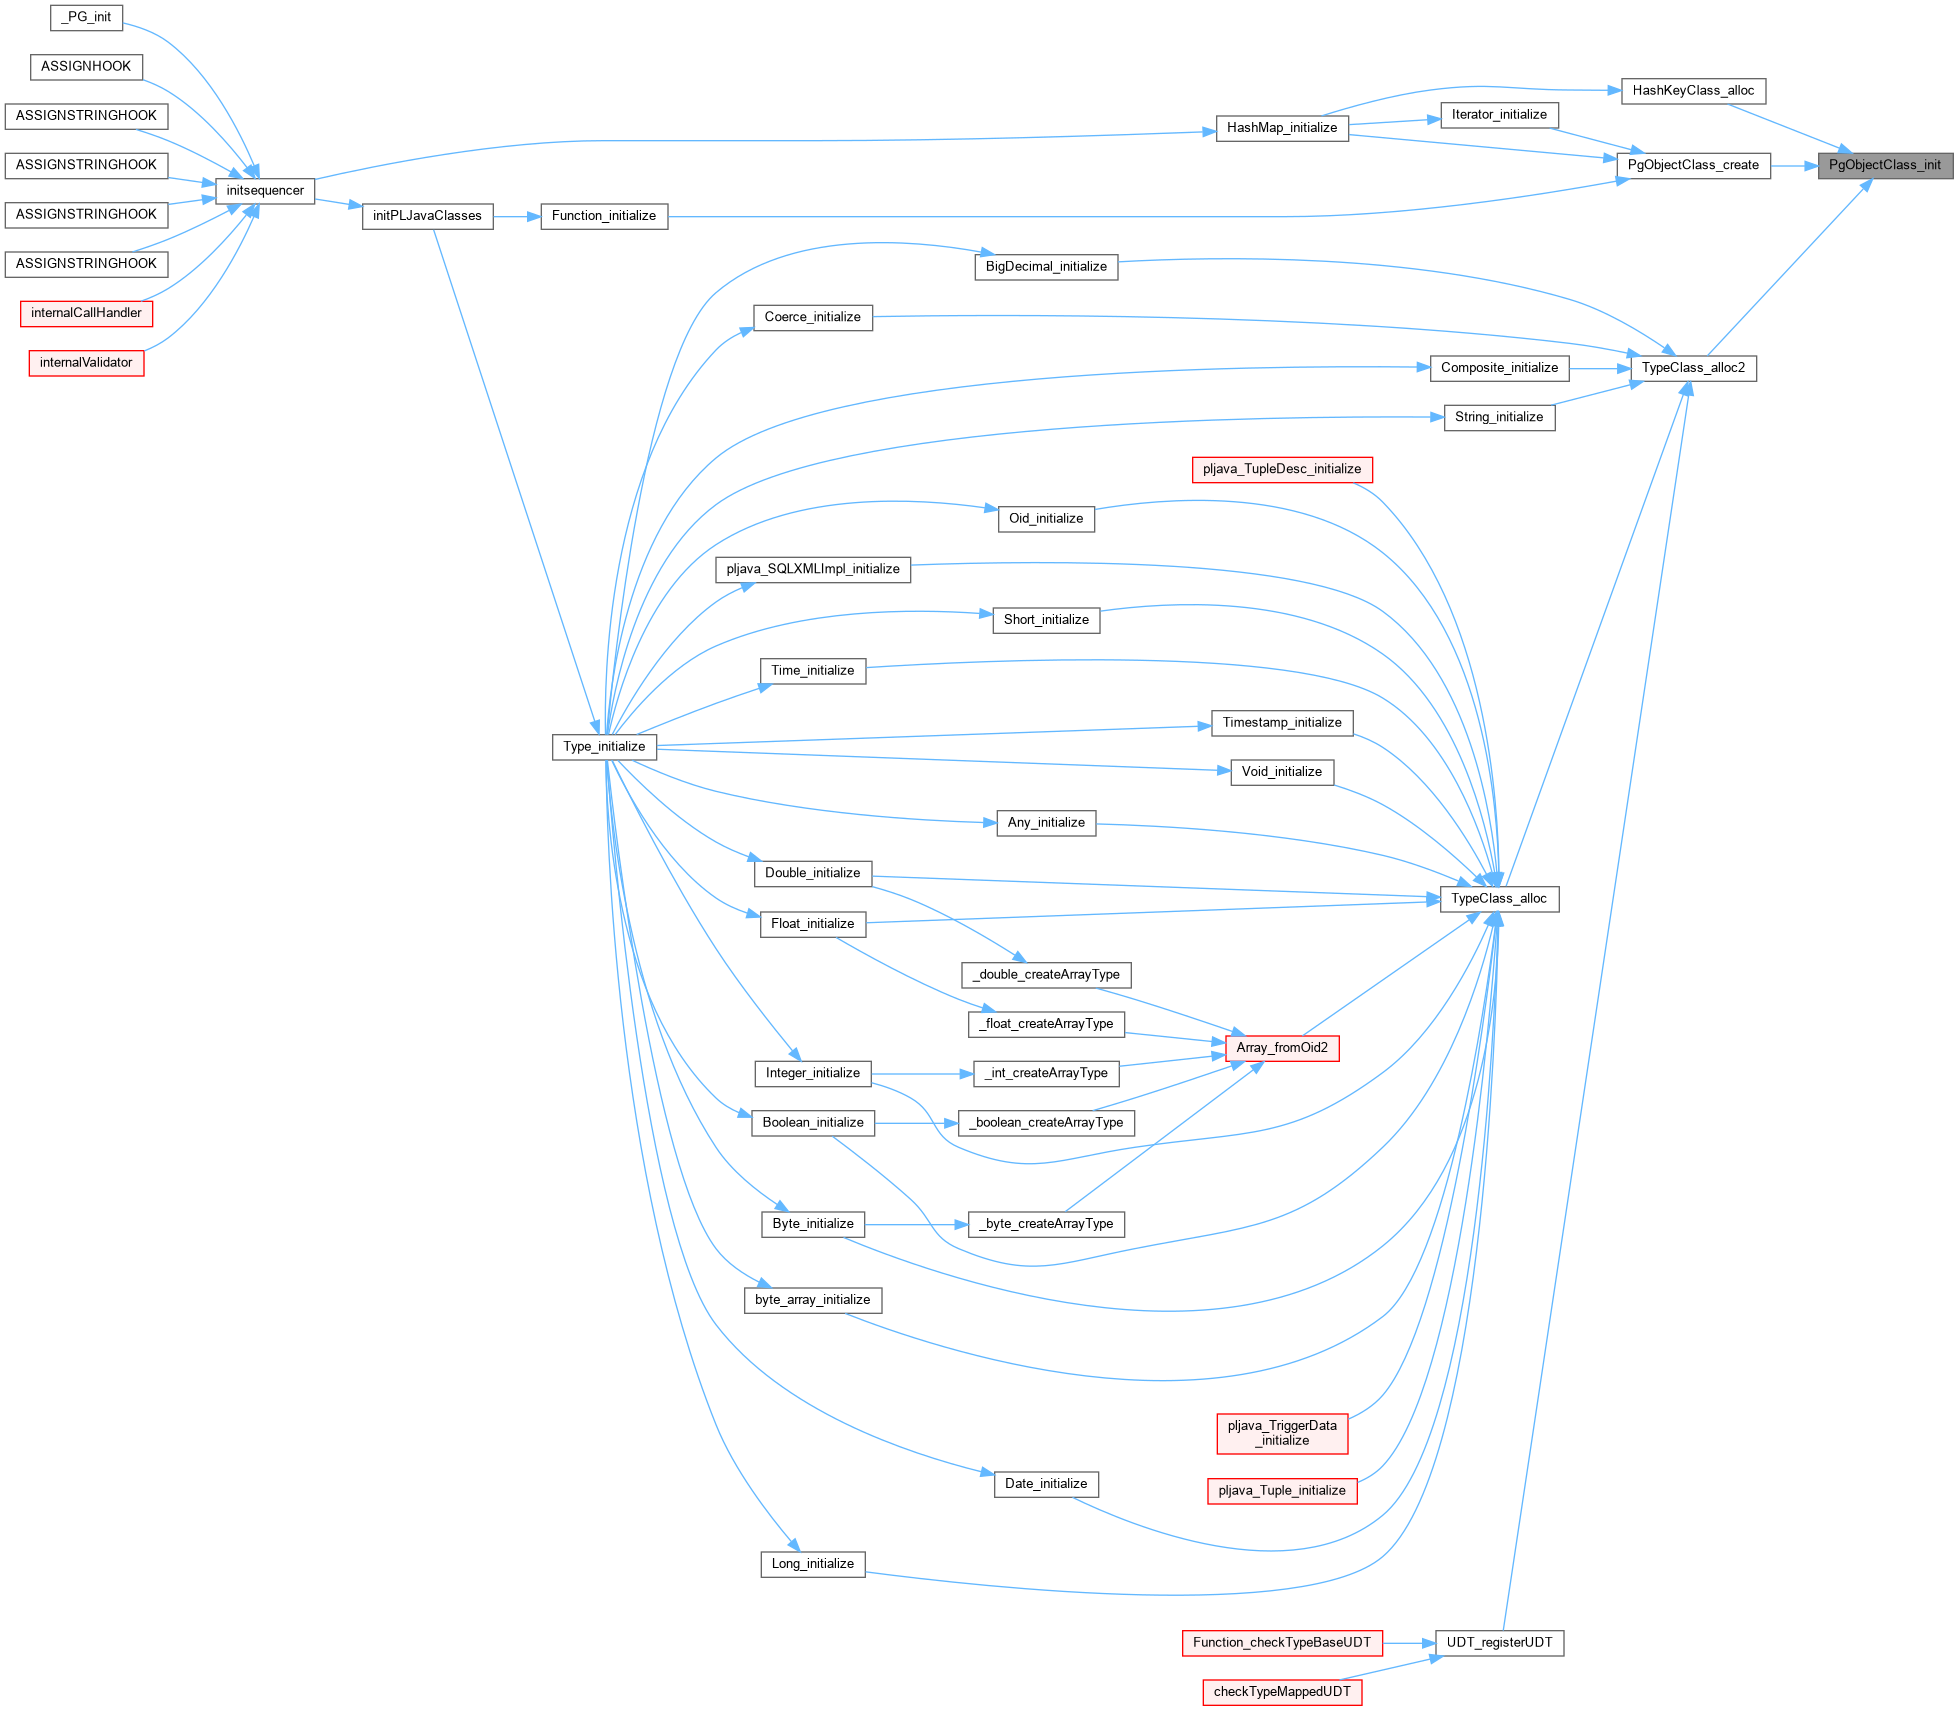 _PG_init
ASSIGNHOOK
HashKeyClass_alloc
ASSIGNSTRINGHOOK
Iterator_initialize
HashMap_initialize
ASSIGNSTRINGHOOK
PgObjectClass_create
PgObjectClass_init
initsequencer
ASSIGNSTRINGHOOK
initPLJavaClasses
Function_initialize
ASSIGNSTRINGHOOK
BigDecimal_initialize
internalCallHandler
Coerce_initialize
internalValidator
Composite_initialize
TypeClass_alloc2
String_initialize
pljava_TupleDesc_initialize
Oid_initialize
pljava_SQLXMLImpl_initialize
Short_initialize
Time_initialize
Timestamp_initialize
Type_initialize
Void_initialize
Any_initialize
Double_initialize
TypeClass_alloc
Float_initialize
_double_createArrayType
_float_createArrayType
Array_fromOid2
Integer_initialize
_int_createArrayType
Boolean_initialize
_boolean_createArrayType
Byte_initialize
_byte_createArrayType
byte_array_initialize
pljava_TriggerData
_initialize
Date_initialize
pljava_Tuple_initialize
Long_initialize
Function_checkTypeBaseUDT
UDT_registerUDT
checkTypeMappedUDT